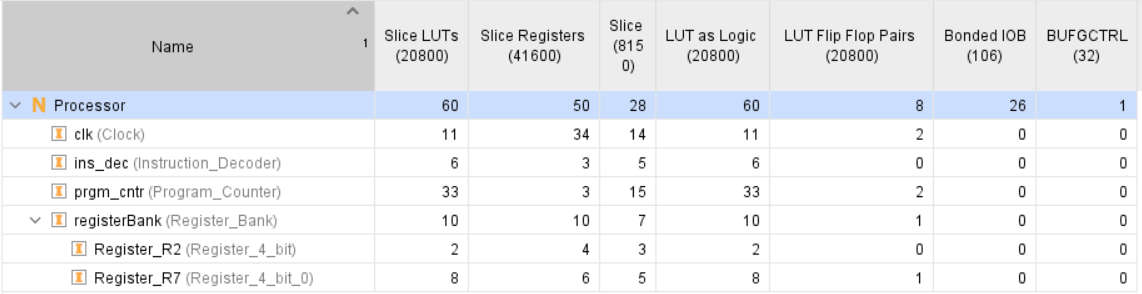 Name 1 Slice LUTs (20800) Slice Registers (41600) Slice (815 0) LUT as Logic (20800) LUT Flip Flop Pairs (20800) Bonded IOB (106) BUFGCTRL (32)
N Processor 60 50 28 60 8 26 1
I clk (Clock) 11 34 14 11 2 0 0
I ins_dec (Instruction_Decoder) 6 3 5 6 0 0 0
I prgm_cntr (Program_Counter) 33 3 15 33 2 0 0
I registerBank (Register_Bank) 10 10 7 10 1 0 0
I Register_R2 (Register_4_bit) 2 4 3 2 0 0 0
I Register_R7 (Register_4_bit_0) 8 6 5 8 1 0 0